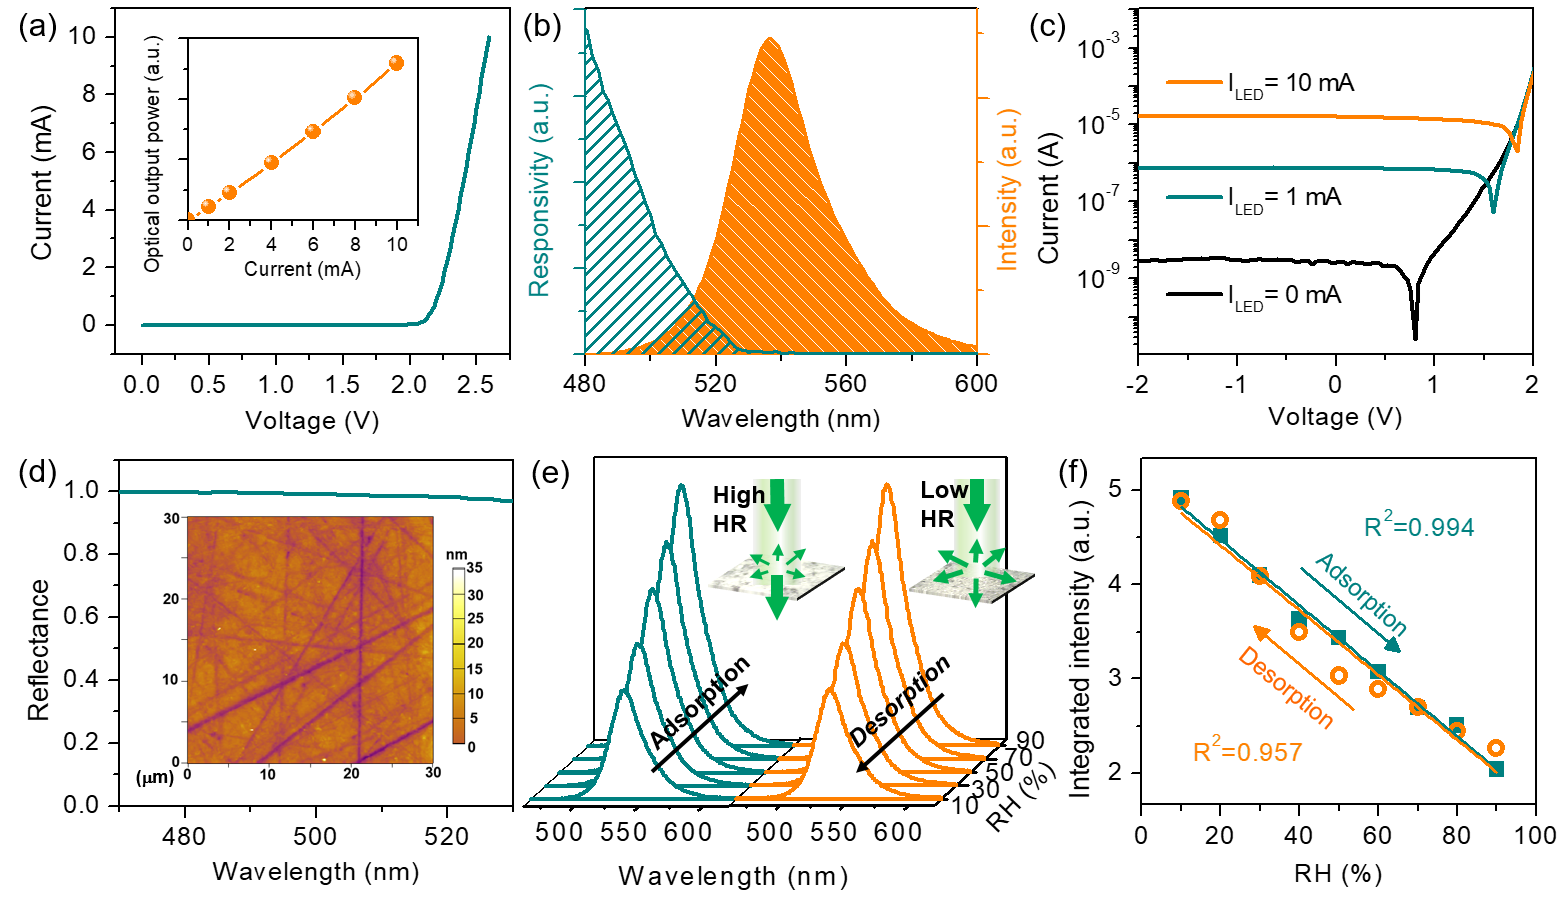 (a)
10
8
6
4
2
0
Current (mA)
0.0 0.5 1.0 1.5 2.0 2.5
Voltage (V)
Optical output power (a.u.)
0 2 4 6 8 10
Current (mA)
(b)
Responsivity (a.u.)
Intensity (a.u.)
480 520 560 600
Wavelength (nm)
(c)
10-3
10-5
10-7
10-9
Current (A)
ILED= 10 mA
ILED= 1 mA
ILED= 0 mA
-2 -1 0 1 2
Voltage (V)
(d)
1.0
0.8
0.6
0.4
0.2
0.0
Reflectance
480 500 520
Wavelength (nm)
30
20
10
0
(μm)
0 10 20 30
nm
35
30
25
20
15
10
5
0
(e)
High
HR
Low
HR
Adsorption
Desorption
500 550 600 500 550 600
Wavelength (nm)
90
70
50
30
10
RH (%)
(f)
5
4
3
2
Integrated intensity (a.u.)
R2=0.994
Adsorption
Desorption
R2=0.957
0 20 40 60 80 100
RH (%)